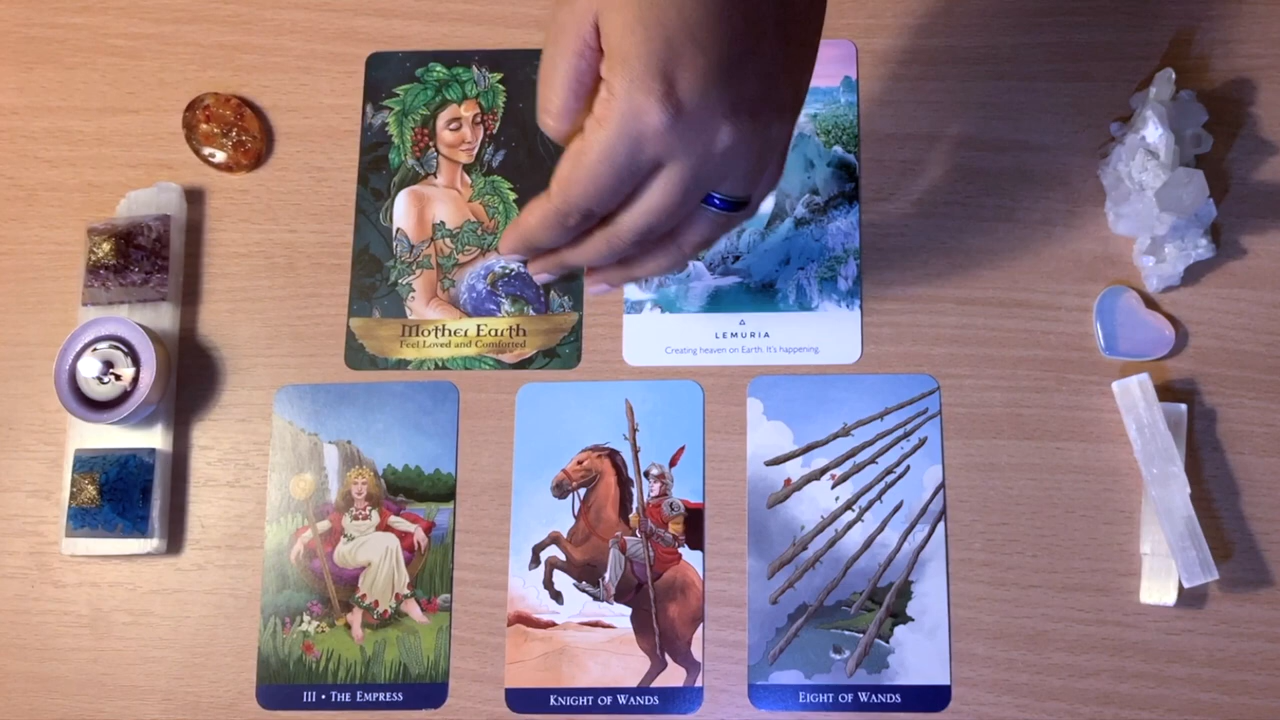 Mother Earth
Feel Loved and Comforted
LEMURIA
Creating heaven on Earth. It's happening.
III • THE EMPRESS
KNIGHT OF WANDS
EIGHT OF WANDS